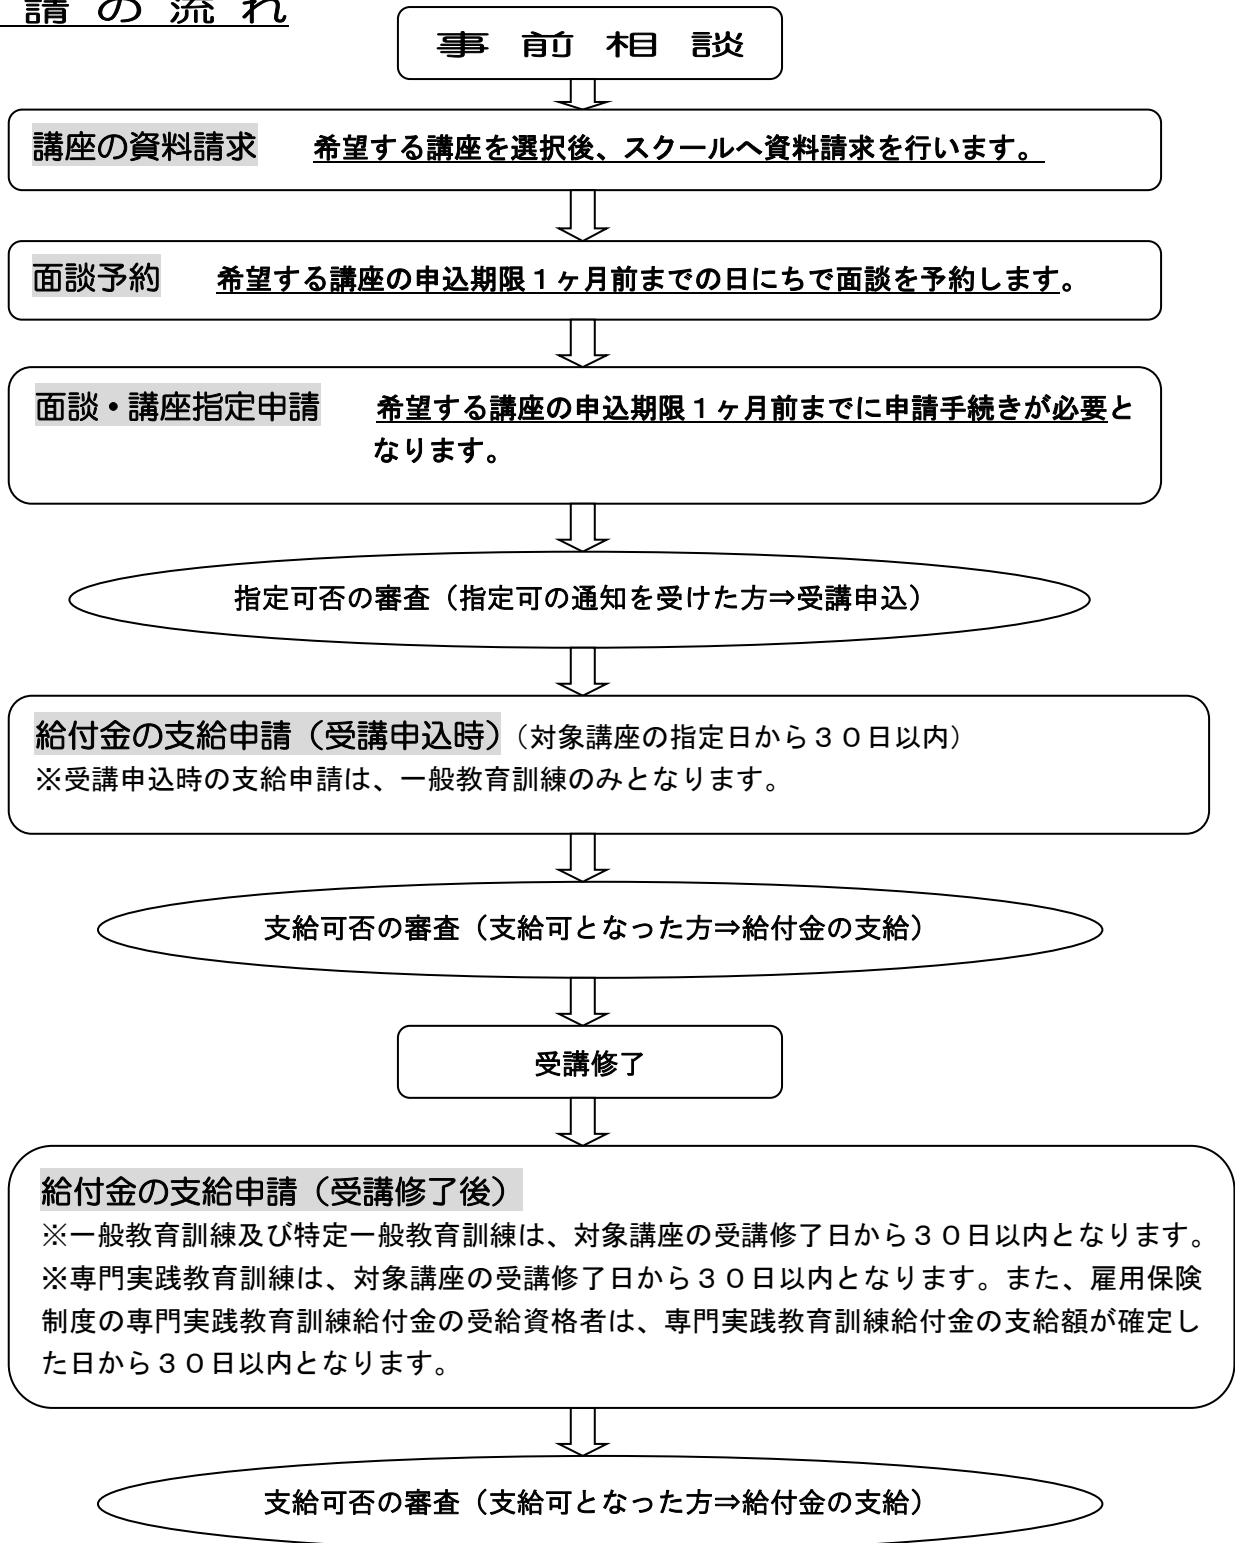 請の流れ
事前相談
講座の資料請求 希望する講座を選択後、スクールへ資料請求を行います。
面談予約 希望する講座の申込期限１ヶ月前までの日にちで面談を予約します。
面談・講座指定申請 希望する講座の申込期限１ヶ月前までに申請手続きが必要と
なります。
指定可否の審査（指定可の通知を受けた方⇒受講申込）
給付金の支給申請（受講申込時）（対象講座の指定日から３０日以内）
※受講申込時の支給申請は、一般教育訓練のみとなります。
支給可否の審査（支給可となった方⇒給付金の支給）
受講修了
給付金の支給申請（受講修了後）
※一般教育訓練及び特定一般教育訓練は、対象講座の受講修了日から３０日以内となります。
※専門実践教育訓練は、対象講座の受講修了日から３０日以内となります。また、雇用保険
制度の専門実践教育訓練給付金の受給資格者は、専門実践教育訓練給付金の支給額が確定し
た日から３０日以内となります。
支給可否の審査（支給可となった方⇒給付金の支給）